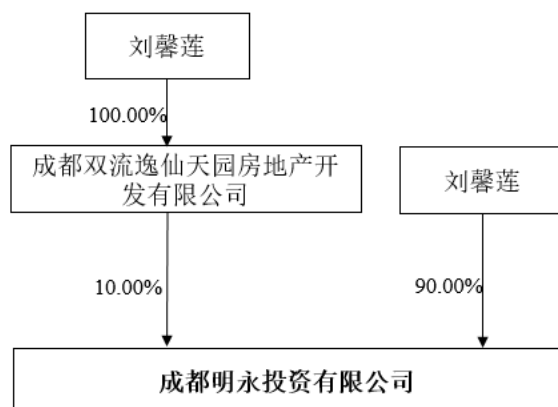 刘馨莲
100.00%
成都双流逸仙天园房地产开
发有限公司
刘馨莲
10.00%
90.00%
成都明永投资有限公司